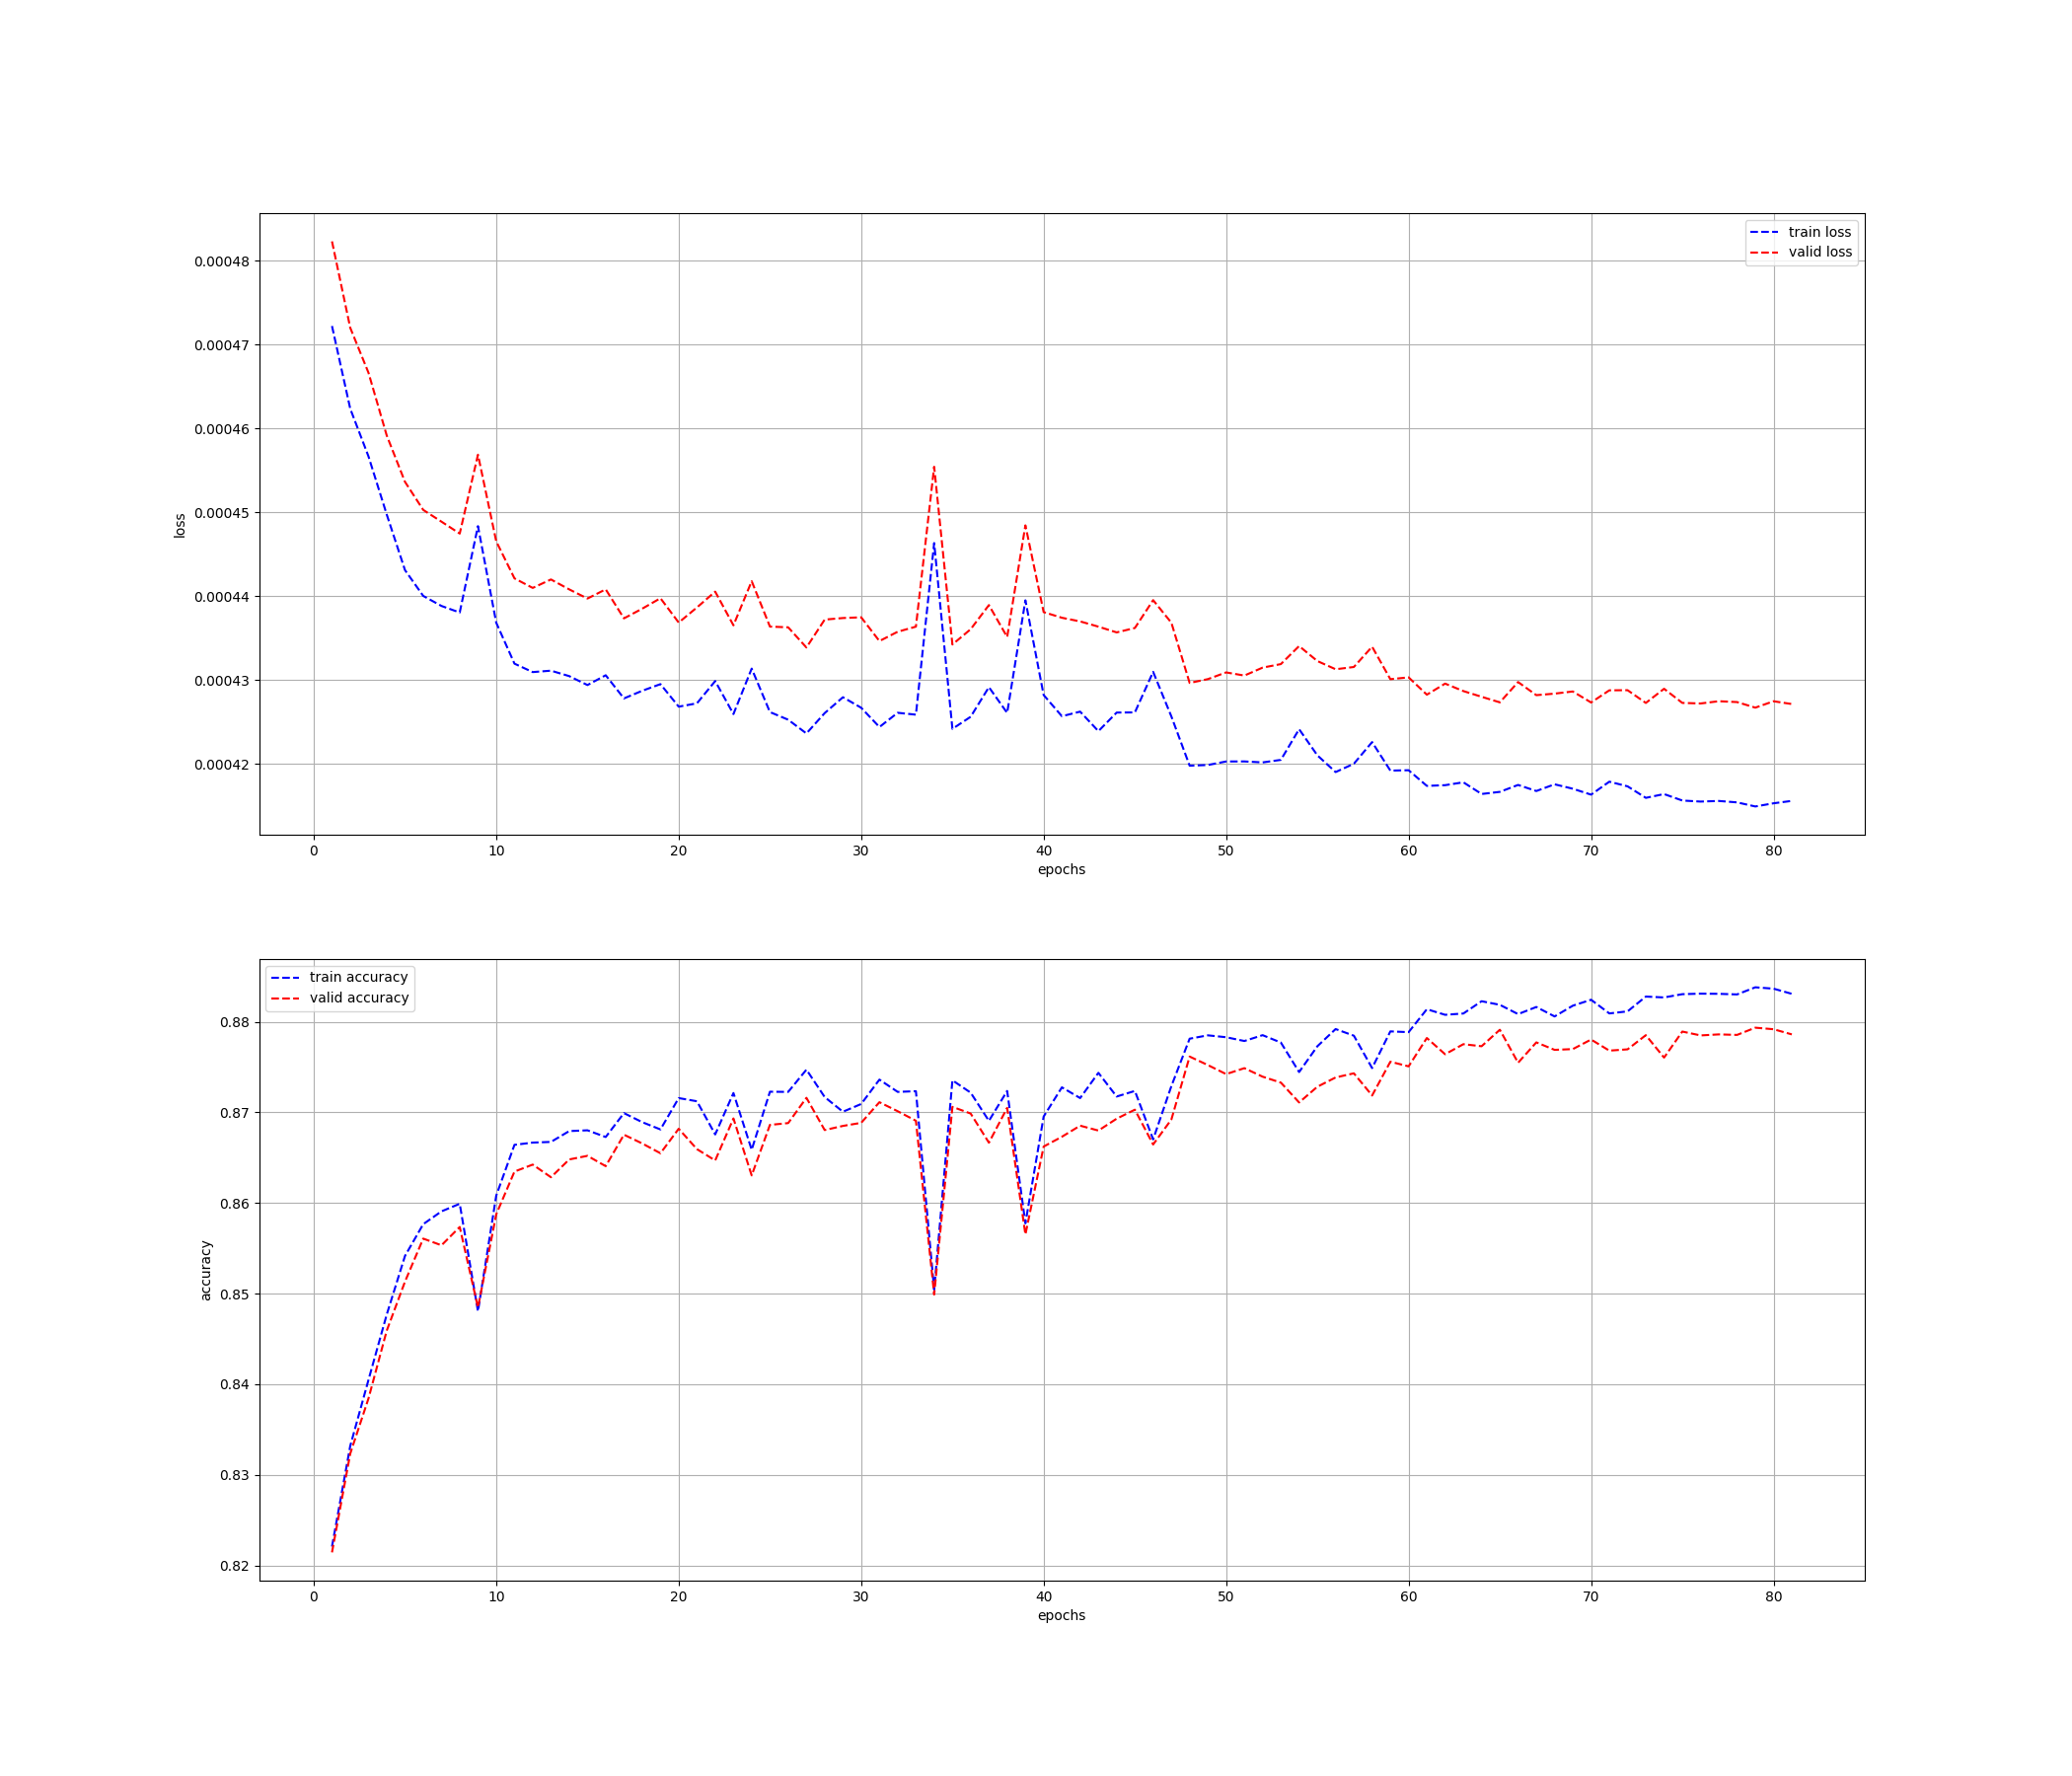 train loss
valid loss
0.00048
0.00047
0.00046
0.00045
0.00044
0.00043
0.00042
loss
0 10 20 30 40 50 60 70 80
epochs
train accuracy
valid accuracy
0.88
0.87
0.86
0.85
0.84
0.83
0.82
accuracy
0 10 20 30 40 50 60 70 80
epochs